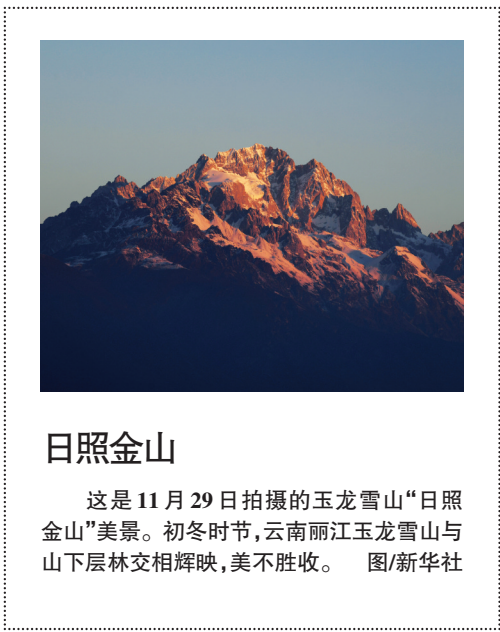 日照金山
这是11月29日拍摄的玉龙雪山“日照
金山”美景。初冬时节,云南丽江玉龙雪山与
山下层林交相辉映,美不胜收。 图/新华社